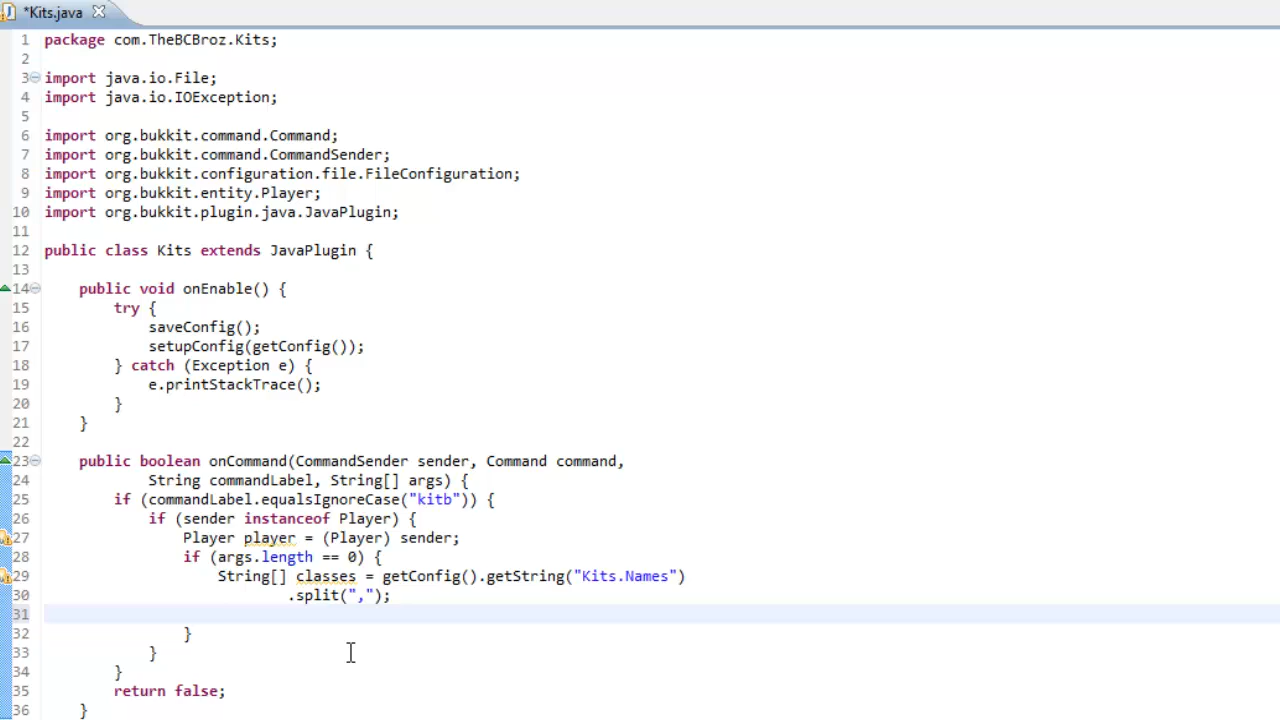 *Kits.java
1 package com.TheBCBroz.Kits;
2
3 import java.io.File;
4 import java.io.IOException;
5
6 import org.bukkit.command.Command;
7 import org.bukkit.command.CommandSender;
8 import org.bukkit.configuration.file.FileConfiguration;
9 import org.bukkit.entity.Player;
10 import org.bukkit.plugin.java.JavaPlugin;
11
12 public class Kits extends JavaPlugin {
13
14     public void onEnable() {
15         try {
16             saveConfig();
17             setupConfig(getConfig());
18         } catch (Exception e) {
19             e.printStackTrace();
20         }
21     }
22
23     public boolean onCommand(CommandSender sender, Command command,
24             String commandLabel, String[] args) {
25         if (commandLabel.equalsIgnoreCase("kitb")) {
26             if (sender instanceof Player) {
27                 Player player = (Player) sender;
28                 if (args.length == 0) {
29                     String[] classes = getConfig().getString("Kits.Names")
30                             .split(",");
31
32                 }
33             }
34         }
35         return false;
36     }